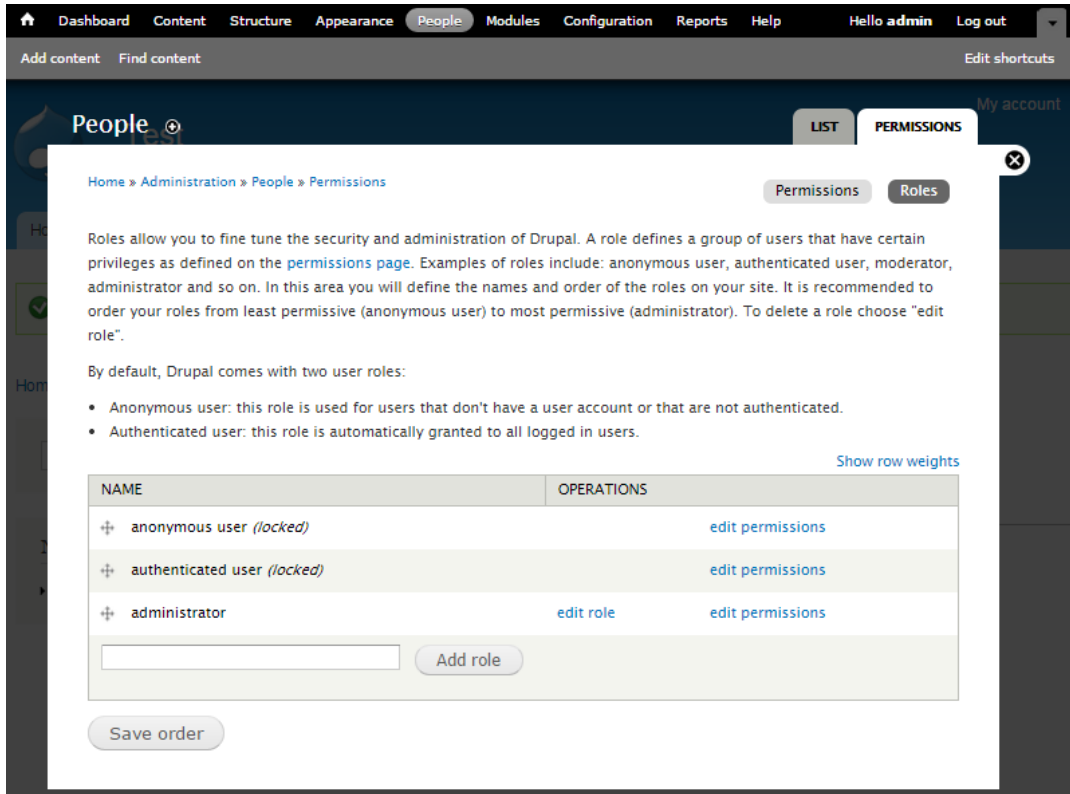 Dashboard Content Structure Appearance People Modules Configuration Reports Help Hello admin Log out
Add content Find content Edit shortcuts
My account
People Test
LIST PERMISSIONS
Home » Administration » People » Permissions
Permissions Roles
Roles allow you to fine tune the security and administration of Drupal. A role defines a group of users that have certain
privileges as defined on the permissions page. Examples of roles include: anonymous user, authenticated user, moderator,
administrator and so on. In this area you will define the names and order of the roles on your site. It is recommended to
order your roles from least permissive (anonymous user) to most permissive (administrator). To delete a role choose "edit
role".
By default, Drupal comes with two user roles:
• Anonymous user: this role is used for users that don't have a user account or that are not authenticated.
• Authenticated user: this role is automatically granted to all logged in users.
Show row weights
NAME OPERATIONS
anonymous user (locked) edit permissions
authenticated user (locked) edit permissions
administrator edit role edit permissions
Add role
Save order